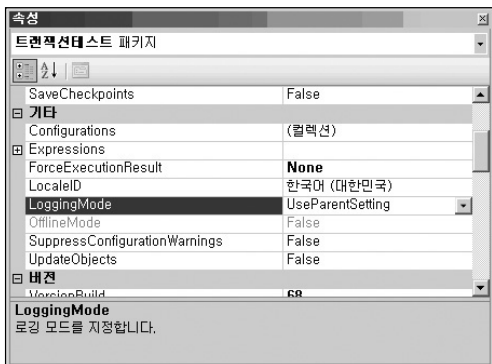 속성
트랜잭션테스트 패키지
SaveCheckpoints False
기타
Configurations (컬렉션)
Expressions
ForceExecutionResult None
LocaleID 한국어 (대한민국)
LoggingMode UseParentSetting
OfflineMode False
SuppressConfigurationWarnings False
UpdateObjects False
버전
VersionBuild 68
LoggingMode
로깅 모드를 지정합니다.